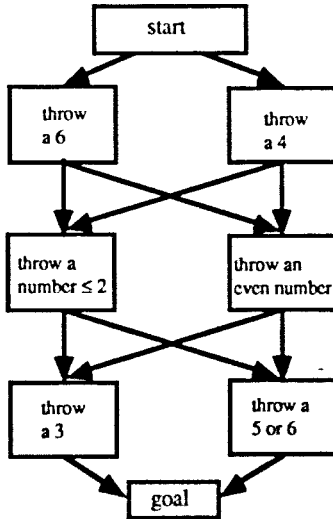 start
throw
a 6
throw
a 4
throw a
number ≤ 2
throw an
even number
throw
a 3
throw a
5 or 6
goal